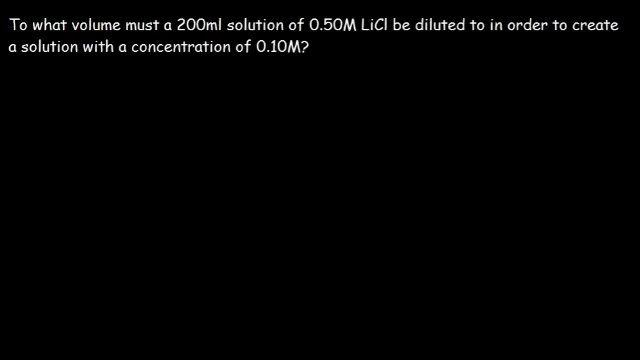 To what volume must a 200ml solution of 0.50M LiCl be diluted to in order to create
a solution with a concentration of 0.10M?